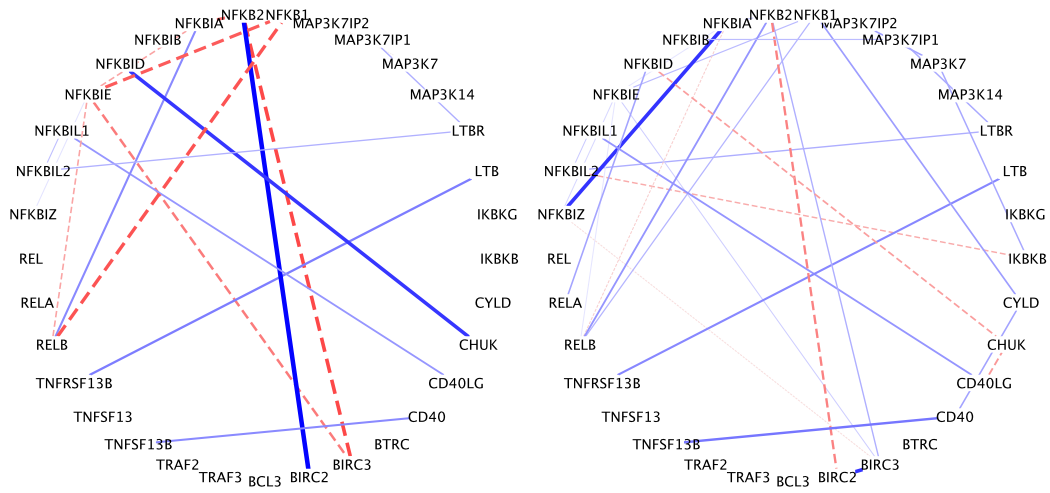 NFKB2
NFKB1
NFKBIA
MAP3K7IP2
NFKBIB
MAP3K7IP1
NFKBID
MAP3K7
NFKBIE
MAP3K14
NFKBIL1
LTBR
NFKBIL2
LTB
NFKBIZ
IKBKG
REL
IKBKB
RELA
CYLD
RELB
CHUK
TNFRSF13B
CD40LG
TNFSF13
CD40
TNFSF13B
BTRC
TRAF2
BIRC3
TRAF3
BIRC2
BCL3
NFKB2
NFKB1
NFKBIA
MAP3K7IP2
NFKBIB
MAP3K7IP1
NFKBID
MAP3K7
NFKBIE
MAP3K14
NFKBIL1
LTBR
NFKBIL2
LTB
NFKBIZ
IKBKG
REL
IKBKB
RELA
CYLD
RELB
CHUK
TNFRSF13B
CD40LG
TNFSF13
CD40
TNFSF13B
BTRC
TRAF2
BIRC3
TRAF3
BIRC2
BCL3